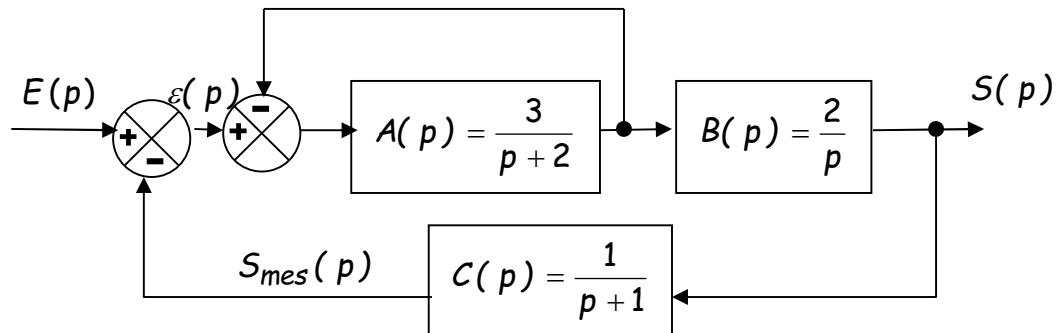 E(p)
ε(p)
S(p)
+
−
+
−
A(p) = 3/(p + 2)
B(p) = 2/p
S_mes(p)
C(p) = 1/(p + 1)